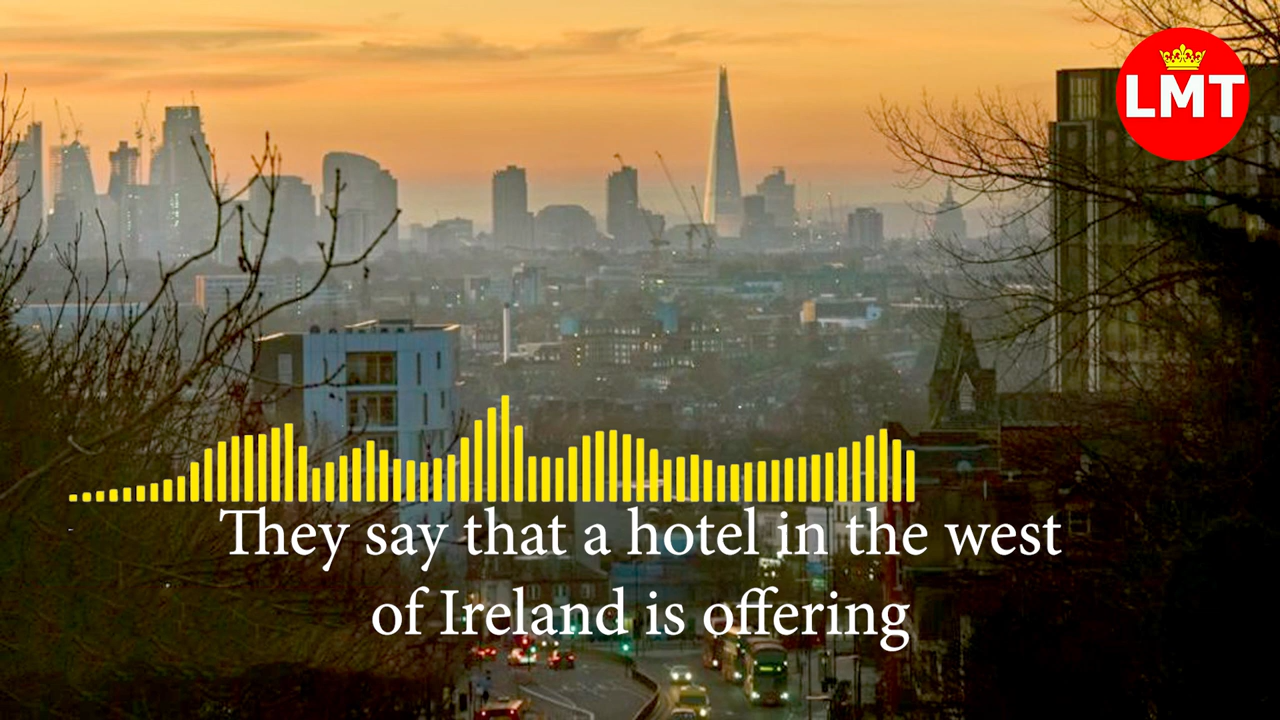 LMT
They say that a hotel in the west
of Ireland is offering